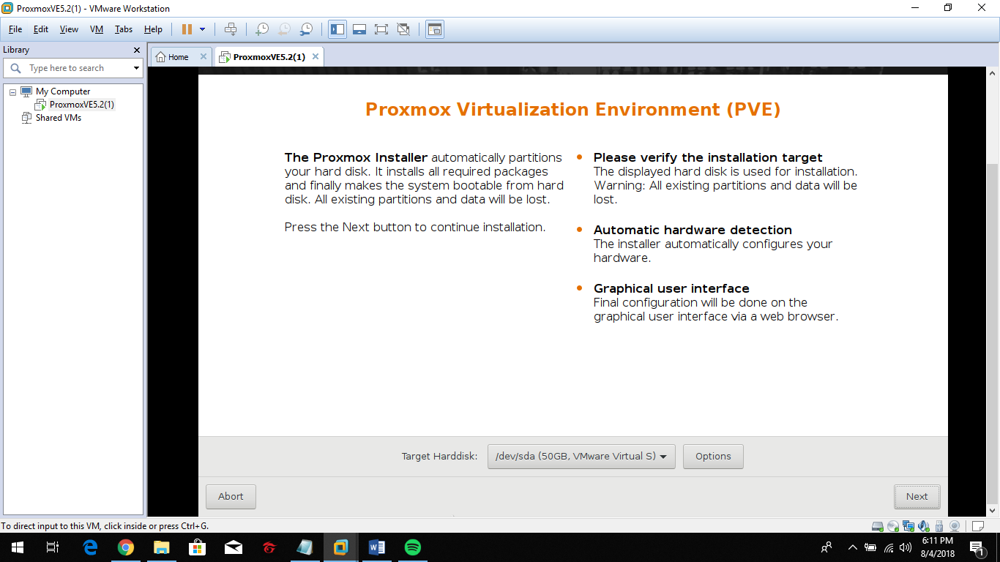 ProxmoxVE5.2(1) - VMware Workstation
File Edit View VM Tabs Help
Library
Type here to search
My Computer
ProxmoxVE5.2(1)
Shared VMs
Home
ProxmoxVE5.2(1)
Proxmox Virtualization Environment (PVE)
The Proxmox Installer automatically partitions
your hard disk. It installs all required packages
and finally makes the system bootable from hard
disk. All existing partitions and data will be lost.
Press the Next button to continue installation.
Please verify the installation target
The displayed hard disk is used for installation.
Warning: All existing partitions and data will be
lost.
Automatic hardware detection
The installer automatically configures your
hardware.
Graphical user interface
Final configuration will be done on the
graphical user interface via a web browser.
Target Harddisk: /dev/sda (50GB, VMware Virtual S) Options
Abort Next
To direct input to this VM, click inside or press Ctrl+G.
6:11 PM
8/4/2018
1